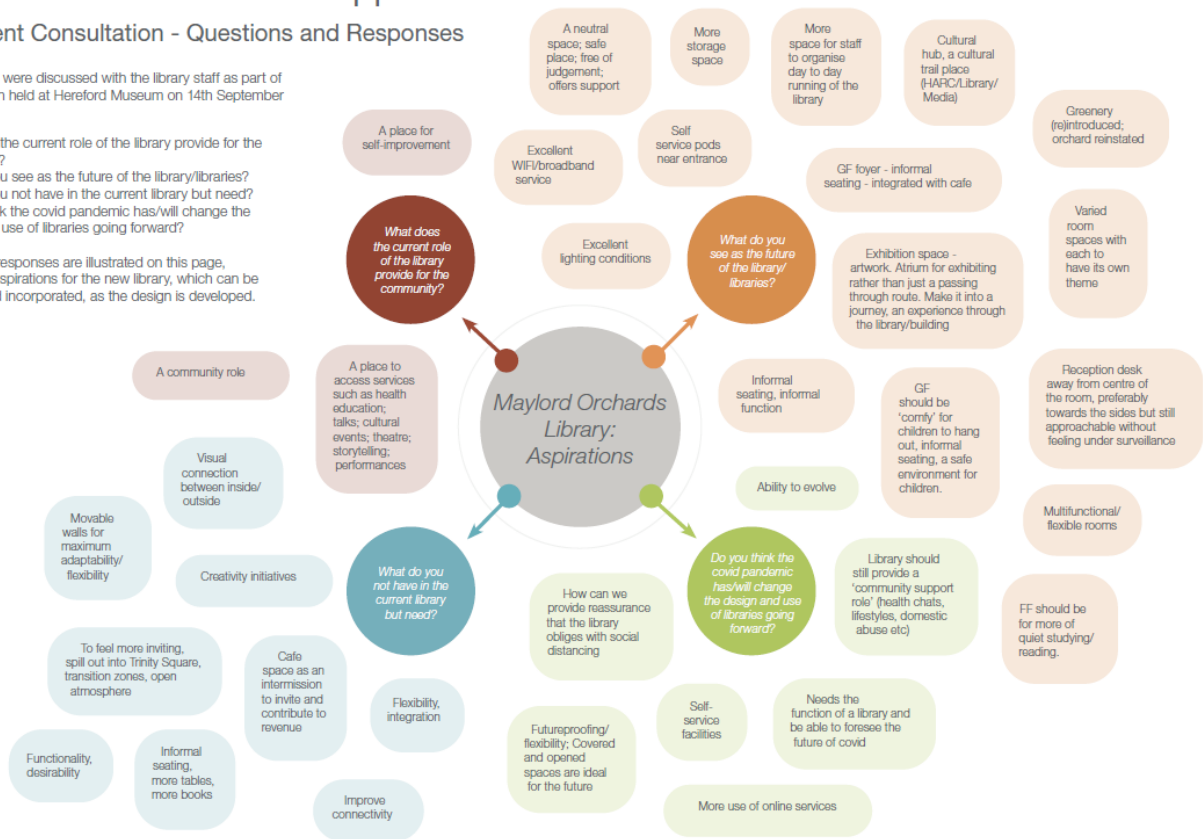 ent Consultation - Questions and Responses
were discussed with the library staff as part of
held at Hereford Museum on 14th September
the current role of the library provide for the
?
u see as the future of the library/libraries?
u not have in the current library but need?
k the covid pandemic has/will change the
use of libraries going forward?
responses are illustrated on this page,
spirations for the new library, which can be
incorporated, as the design is developed.
Maylord Orchards
Library:
Aspirations
What does
the current role
of the library
provide for the
community?
A place for
self-improvement
A community role
A place to
access services
such as health
education;
talks; cultural
events; theatre;
storytelling;
performances
What do you
see as the future
of the library/
libraries?
A neutral
space; safe
place; free of
judgement;
offers support
More
storage
space
More
space for staff
to organise
day to day
running of the
library
Cultural
hub, a cultural
trail place
(HARC/Library/
Media)
Greenery
(re)introduced;
orchard reinstated
Excellent
WIFI/broadband
service
Self
service pods
near entrance
GF foyer - informal
seating - integrated with cafe
Varied
room
spaces with
each to
have its own
theme
Excellent
lighting conditions
Exhibition space -
artwork. Atrium for exhibiting
rather than just a passing
through route. Make it into a
journey, an experience through
the library/building
Informal
seating, informal
function
GF
should be
'comfy' for
children to hang
out, informal
seating, a safe
environment for
children.
Reception desk
away from centre of
the room, preferably
towards the sides but still
approachable without
feeling under surveillance
Multifunctional/
flexible rooms
FF should be
for more of
quiet studying/
reading.
What do you
not have in the
current library
but need?
Visual
connection
between inside/
outside
Movable
walls for
maximum
adaptability/
flexibility
Creativity initiatives
To feel more inviting,
spill out into Trinity Square,
transition zones, open
atmosphere
Cafe
space as an
intermission
to invite and
contribute to
revenue
Flexibility,
integration
Functionality,
desirability
Informal
seating,
more tables,
more books
Improve
connectivity
Do you think the
covid pandemic
has/will change
the design and use
of libraries going
forward?
Ability to evolve
How can we
provide reassurance
that the library
obliges with social
distancing
Library should
still provide a
'community support
role' (health chats,
lifestyles, domestic
abuse etc)
Futureproofing/
flexibility; Covered
and opened
spaces are ideal
for the future
Self-
service
facilities
Needs the
function of a library and
be able to foresee the
future of covid
More use of online services